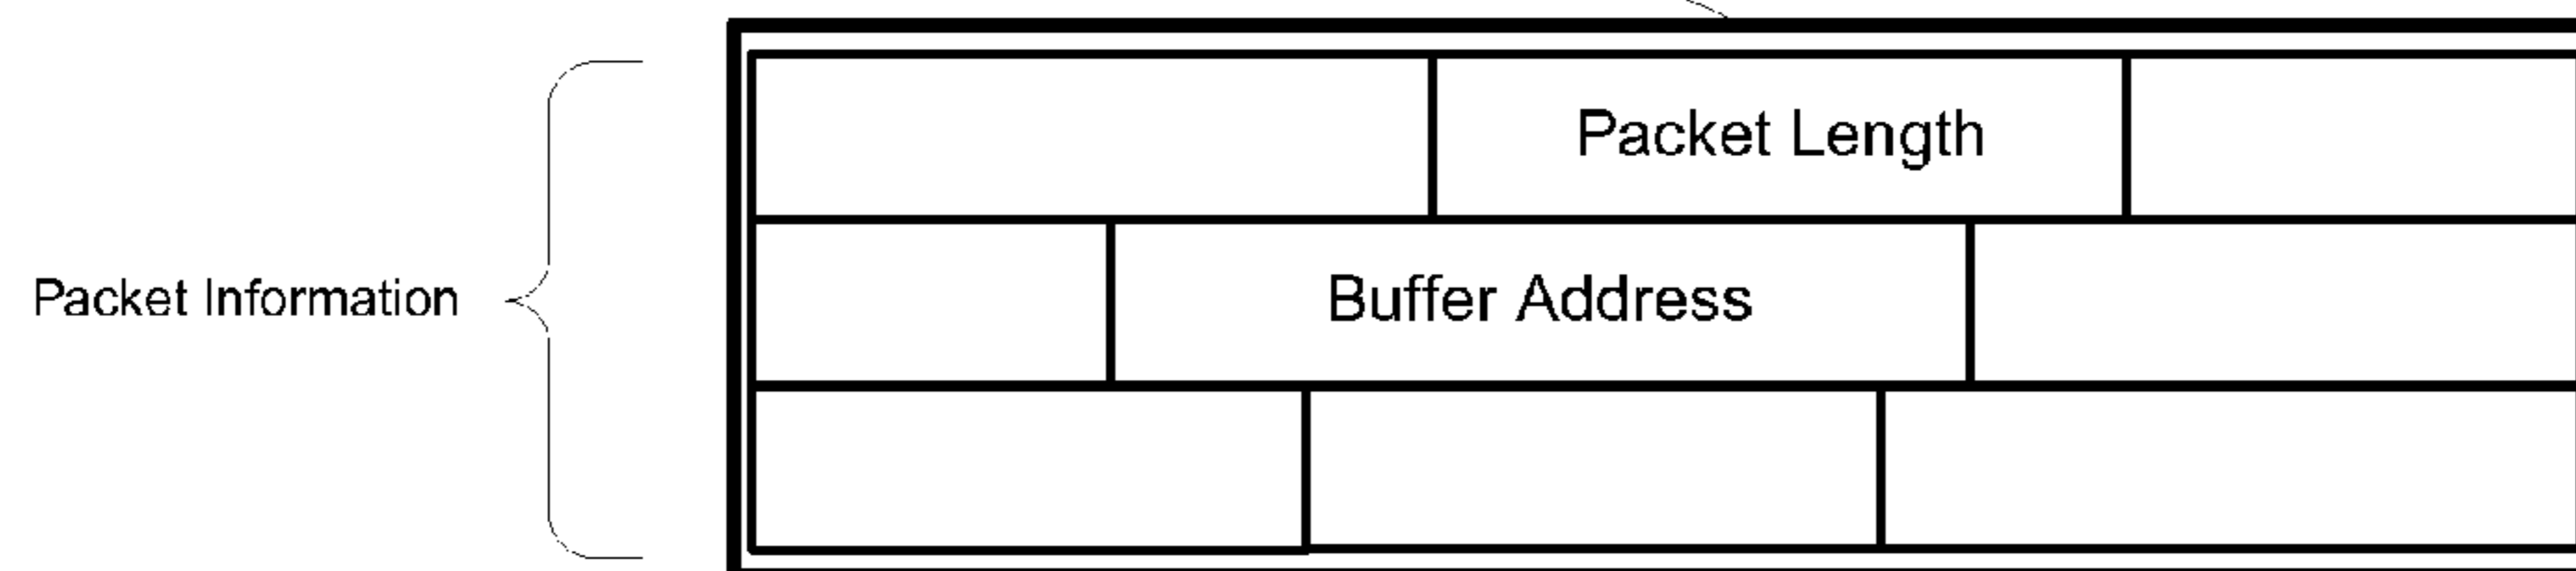 Packet Length
Packet Information
Buffer Address